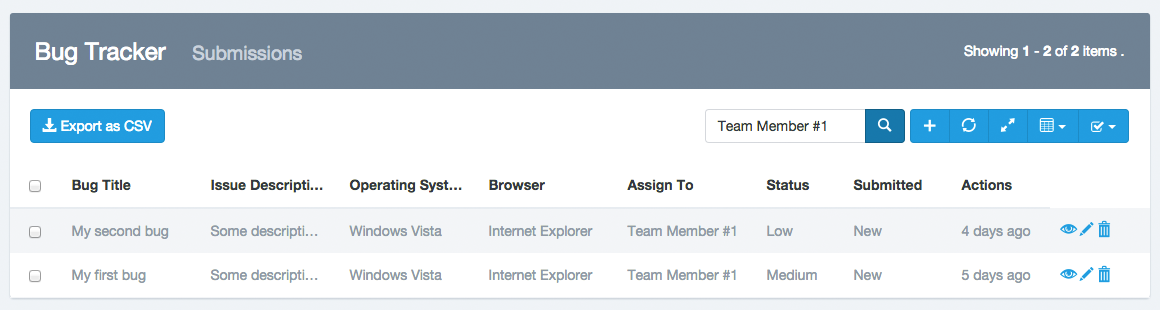 Bug Tracker Submissions Showing 1 - 2 of 2 items .
Export as CSV Team Member #1
Bug Title Issue Descripti... Operating Syst... Browser Assign To Status Submitted Actions
My second bug Some descripti... Windows Vista Internet Explorer Team Member #1 Low New 4 days ago
My first bug Some descripti... Windows Vista Internet Explorer Team Member #1 Medium New 5 days ago